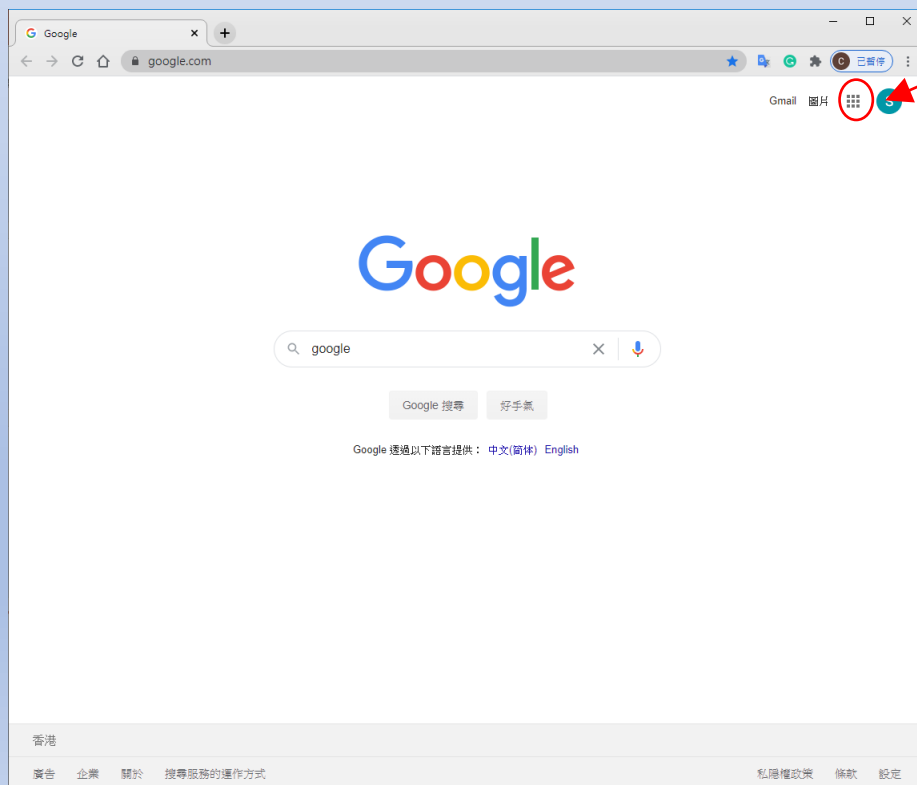 Google
google.com
C 已暫停
Gmail 圖片 S
Google
google
Google 搜尋 好手氣
Google 透過以下語言提供： 中文(简体) English
香港
廣告 企業 關於 搜尋服務的運作方式 私隱權政策 條款 設定